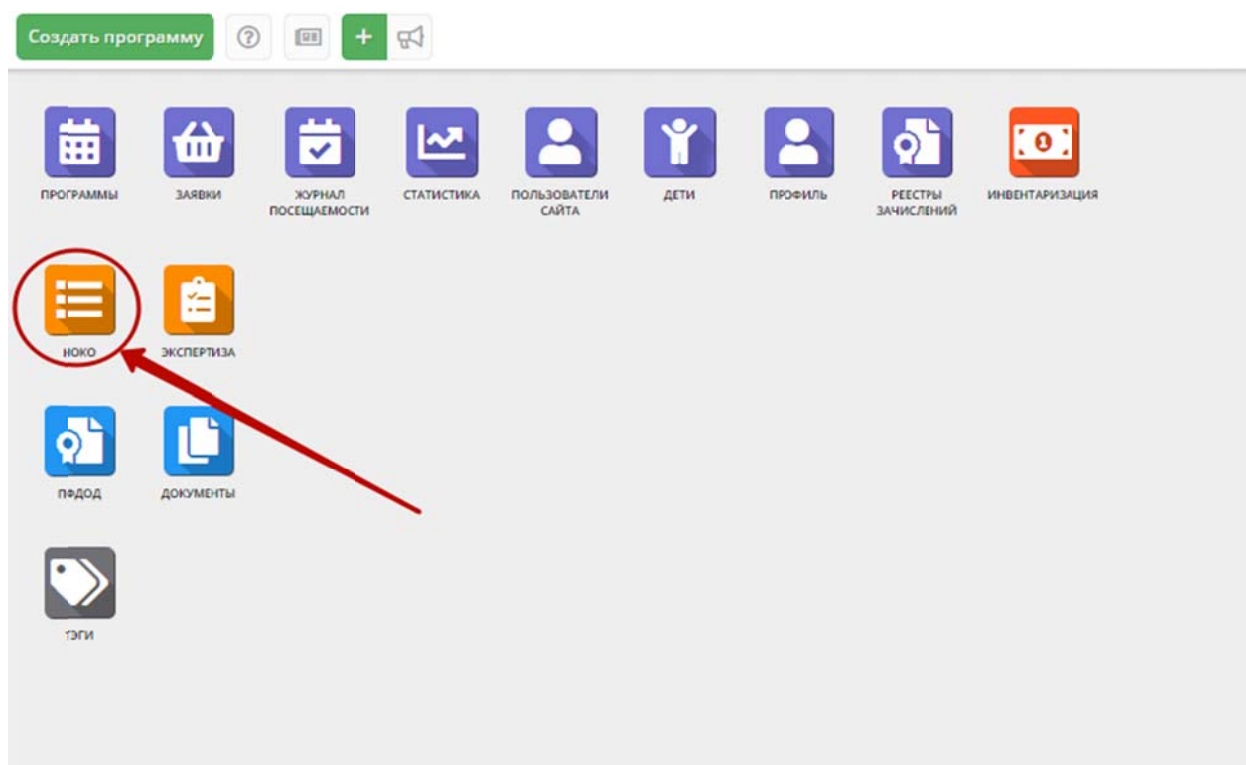 Создать программу
ПРОГРАММЫ
ЗАЯВКИ
ЖУРНАЛ
ПОСЕЩАЕМОСТИ
СТАТИСТИКА
ПОЛЬЗОВАТЕЛИ
САЙТА
ДЕТИ
ПРОФИЛЬ
РЕЕСТРЫ
ЗАЧИСЛЕНИЙ
ИНВЕНТАРИЗАЦИЯ
НОКО
ЭКСПЕРТИЗА
ПФДОД
ДОКУМЕНТЫ
ТЭГИ